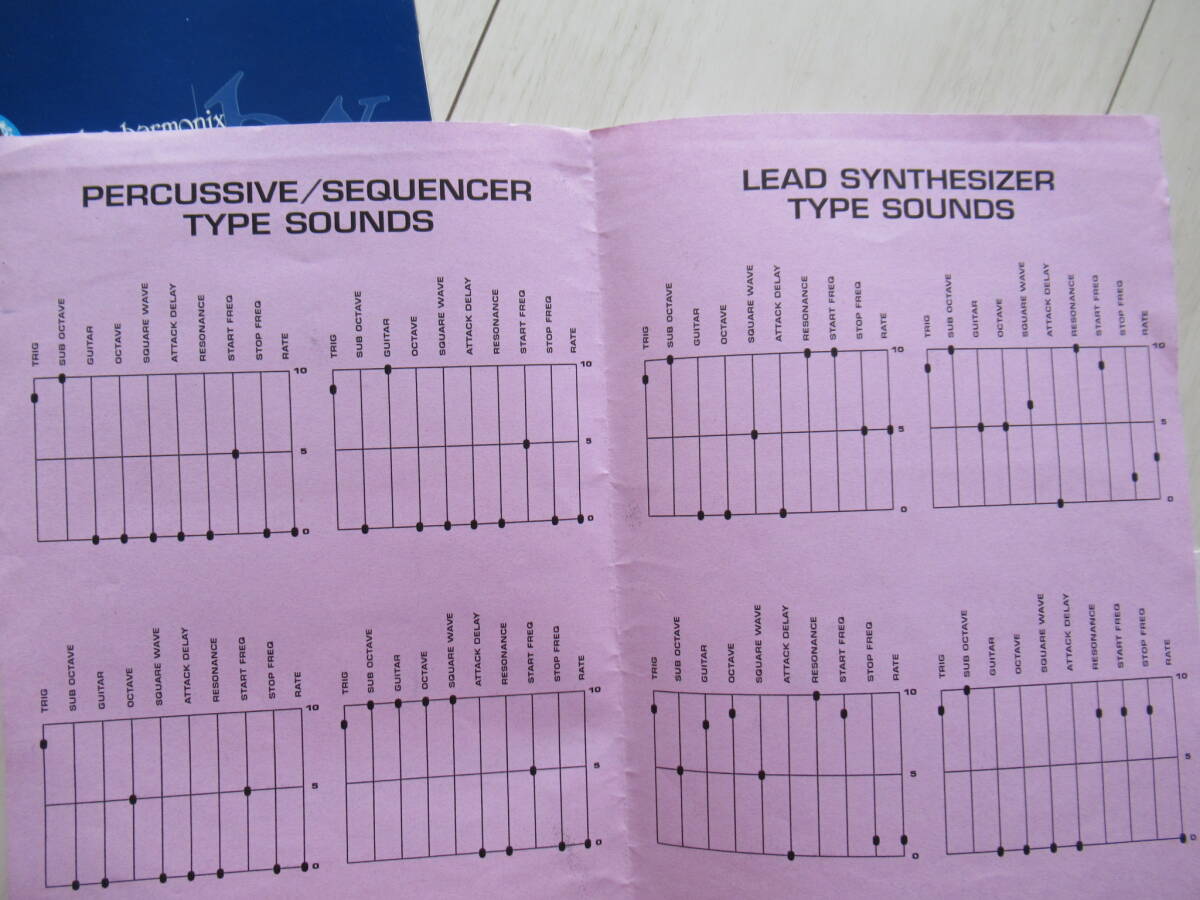 harmonix
PERCUSSIVE/SEQUENCER
TYPE SOUNDS
TRIG
SUB OCTAVE
GUITAR
OCTAVE
SQUARE WAVE
ATTACK DELAY
RESONANCE
START FREQ
STOP FREQ
RATE
10
5
0
TRIG
SUB OCTAVE
GUITAR
OCTAVE
SQUARE WAVE
ATTACK DELAY
RESONANCE
START FREQ
STOP FREQ
RATE
10
5
0
TRIG
SUB OCTAVE
GUITAR
OCTAVE
SQUARE WAVE
ATTACK DELAY
RESONANCE
START FREQ
STOP FREQ
RATE
10
5
0
TRIG
SUB OCTAVE
GUITAR
OCTAVE
SQUARE WAVE
ATTACK DELAY
RESONANCE
START FREQ
STOP FREQ
RATE
10
5
0
LEAD SYNTHESIZER
TYPE SOUNDS
TRIG
SUB OCTAVE
GUITAR
OCTAVE
SQUARE WAVE
ATTACK DELAY
RESONANCE
START FREQ
STOP FREQ
RATE
10
5
0
TRIG
SUB OCTAVE
GUITAR
OCTAVE
SQUARE WAVE
ATTACK DELAY
RESONANCE
START FREQ
STOP FREQ
RATE
10
5
0
TRIG
SUB OCTAVE
GUITAR
OCTAVE
SQUARE WAVE
ATTACK DELAY
RESONANCE
START FREQ
STOP FREQ
RATE
10
5
0
TRIG
SUB OCTAVE
GUITAR
OCTAVE
SQUARE WAVE
ATTACK DELAY
RESONANCE
START FREQ
STOP FREQ
RATE
10
5
0